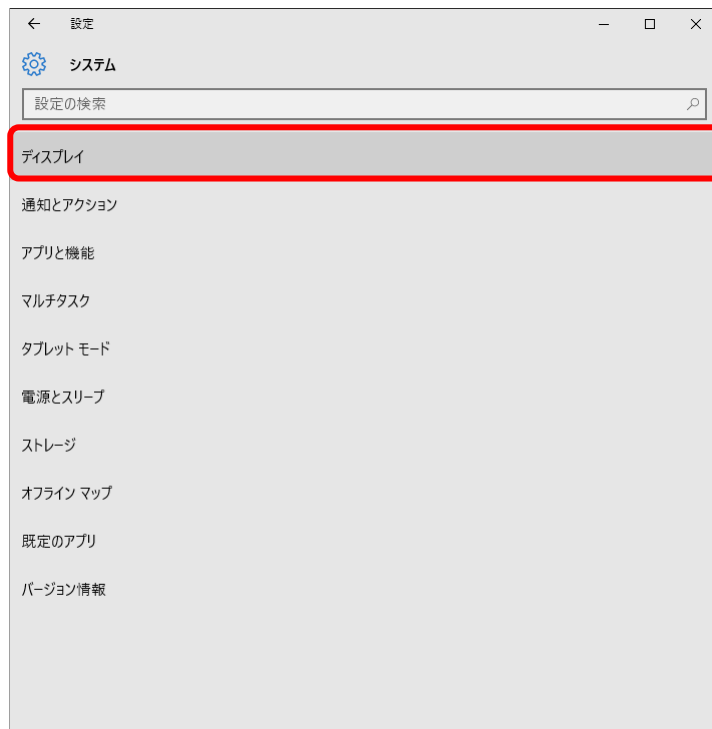 設定
システム
設定の検索
ディスプレイ
通知とアクション
アプリと機能
マルチタスク
タブレット モード
電源とスリープ
ストレージ
オフライン マップ
既定のアプリ
バージョン情報